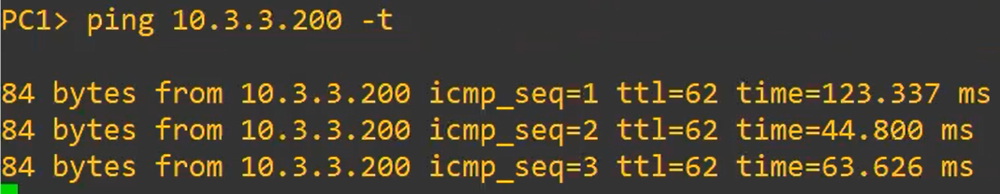 PC1> ping 10.3.3.200 -t
84 bytes from 10.3.3.200 icmp_seq=1 ttl=62 time=123.337 ms
84 bytes from 10.3.3.200 icmp_seq=2 ttl=62 time=44.800 ms
84 bytes from 10.3.3.200 icmp_seq=3 ttl=62 time=63.626 ms